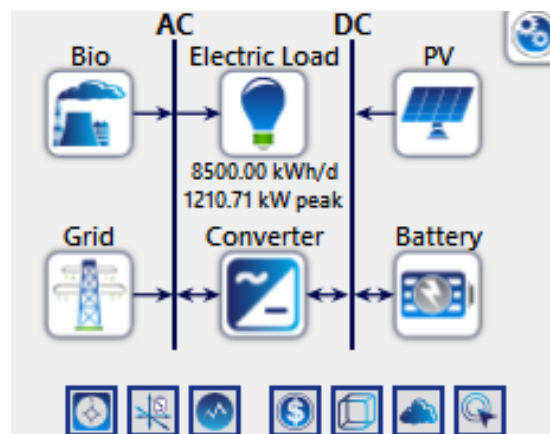 AC DC
Bio Electric Load PV
8500.00 kWh/d
1210.71 kW peak
Grid Converter Battery